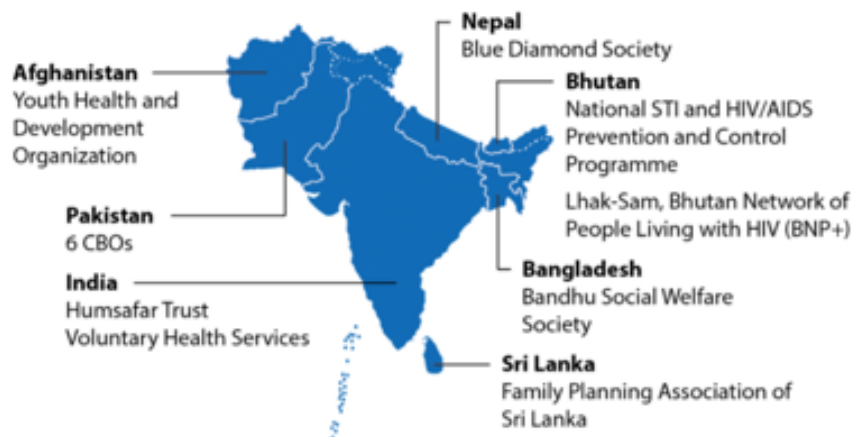 Nepal
Blue Diamond Society
Afghanistan
Youth Health and
Development
Organization
Bhutan
National STI and HIV/AIDS
Prevention and Control
Programme
Lhak-Sam, Bhutan Network of
People Living with HIV (BNP+)
Pakistan
6 CBOs
India
Humsafar Trust
Voluntary Health Services
Bangladesh
Bandhu Social Welfare
Society
Sri Lanka
Family Planning Association of
Sri Lanka